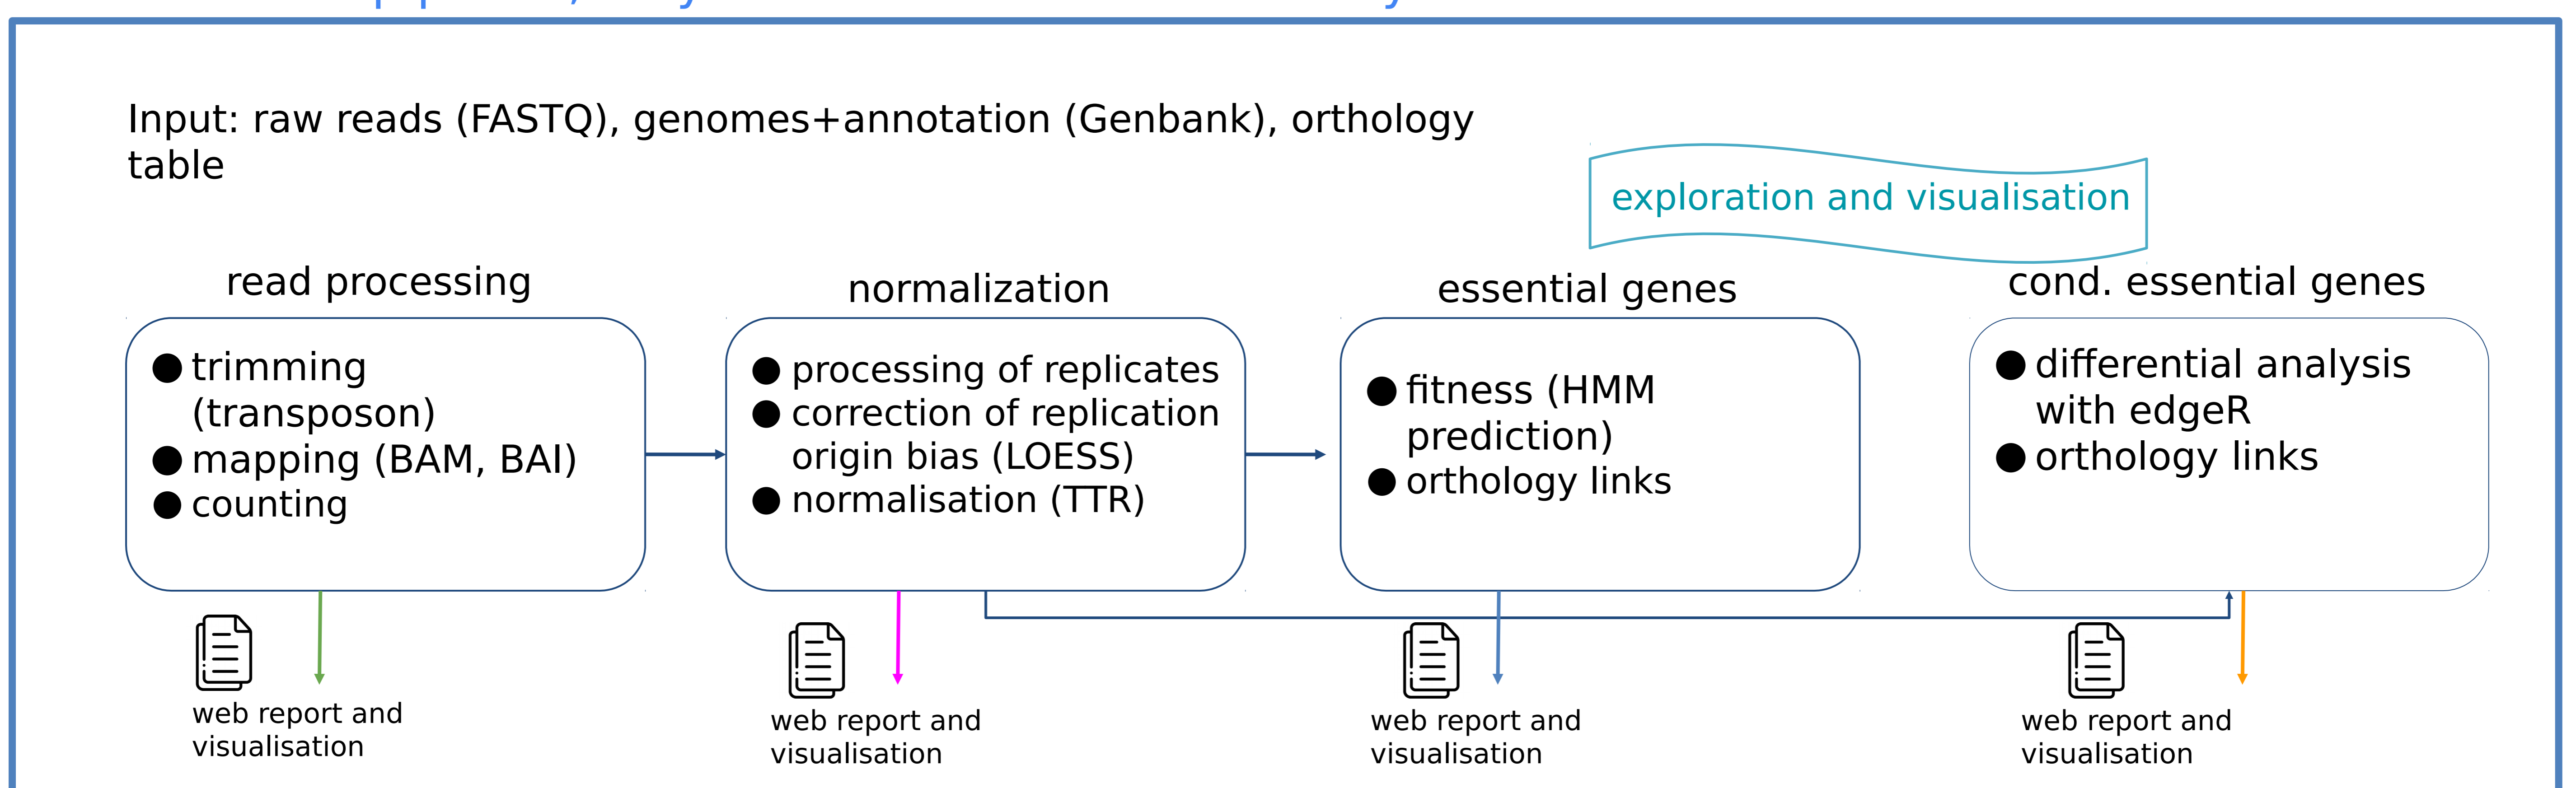 Input: raw reads (FASTQ), genomes+annotation (Genbank), orthology
table
exploration and visualisation
read processing
● trimming
(transposon)
● mapping (BAM, BAI)
● counting
normalization
● processing of replicates
● correction of replication
origin bias (LOESS)
● normalisation (TTR)
essential genes
● fitness (HMM
prediction)
● orthology links
cond. essential genes
● differential analysis
with edgeR
● orthology links
web report and
visualisation
web report and
visualisation
web report and
visualisation
web report and
visualisation